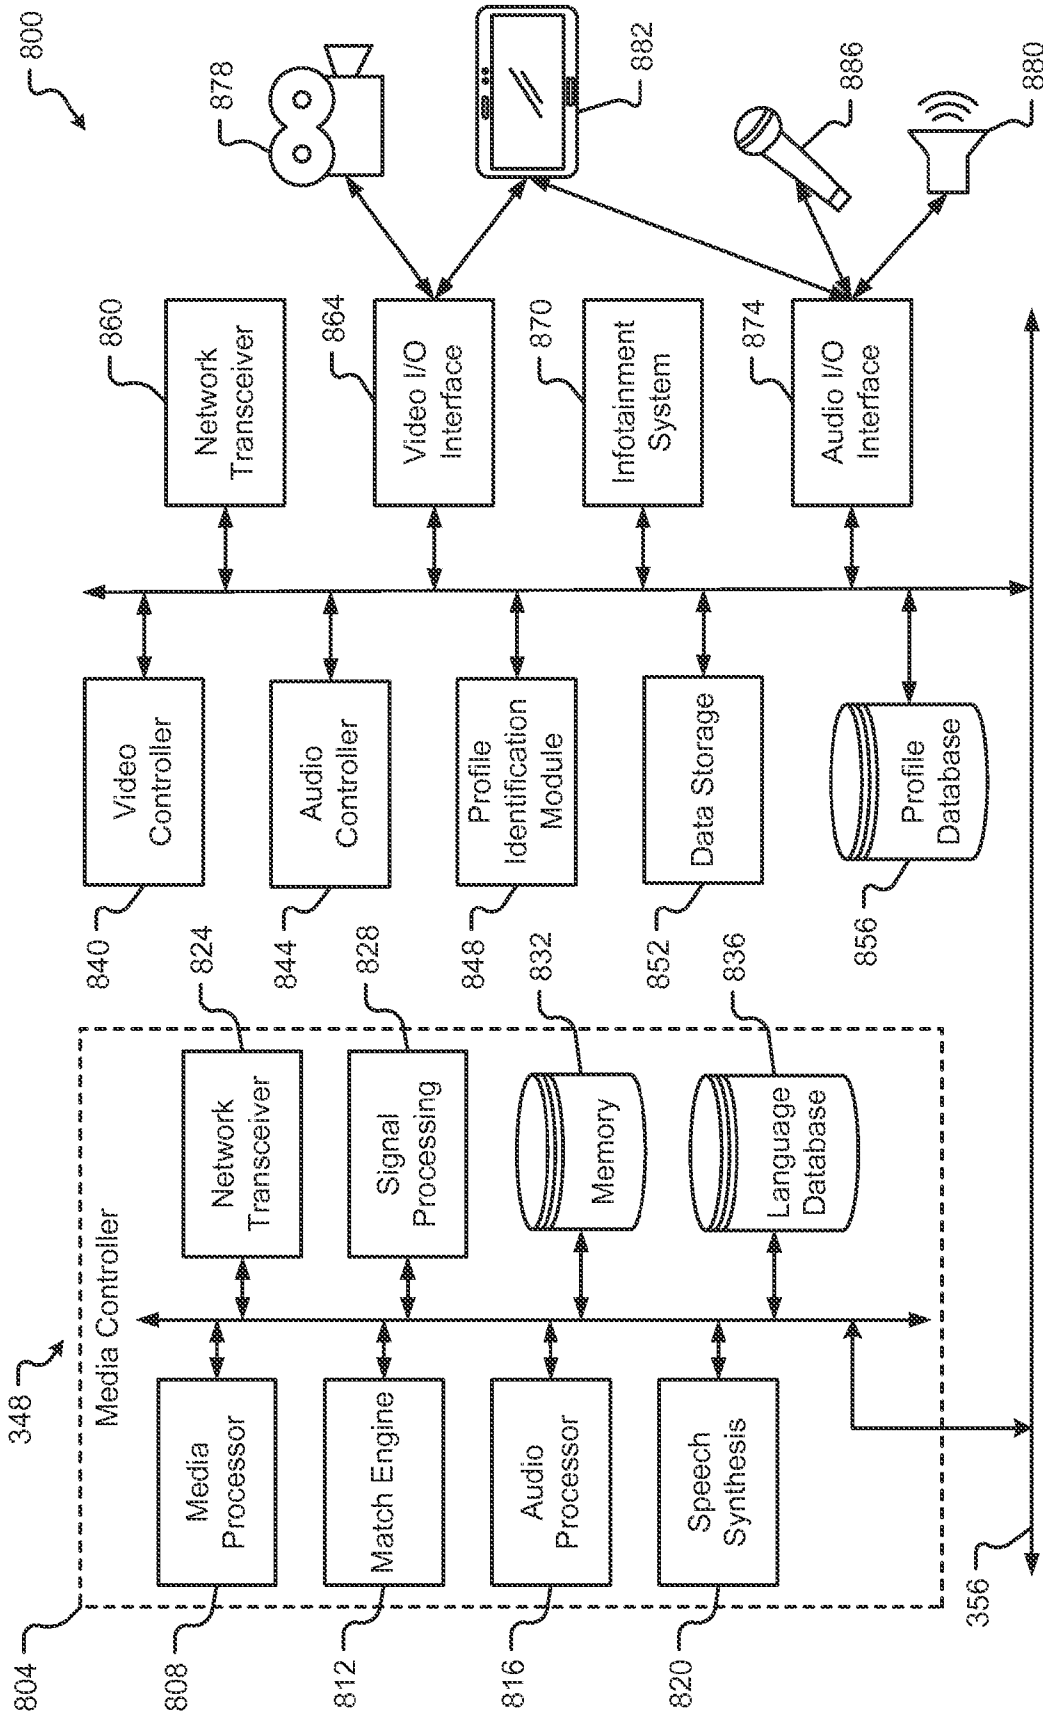 800
348
804
Media Controller
808
Media
Processor
812
Match Engine
816
Audio
Processor
820
Speech
Synthesis
824
Network
Transceiver
828
Signal
Processing
832
Memory
836
Language
Database
840
Video
Controller
844
Audio
Controller
848
Profile
Identification
Module
852
Data Storage
856
Profile
Database
860
Network
Transceiver
864
Video I/O
Interface
870
Infotainment
System
874
Audio I/O
Interface
878
882
886
880
356